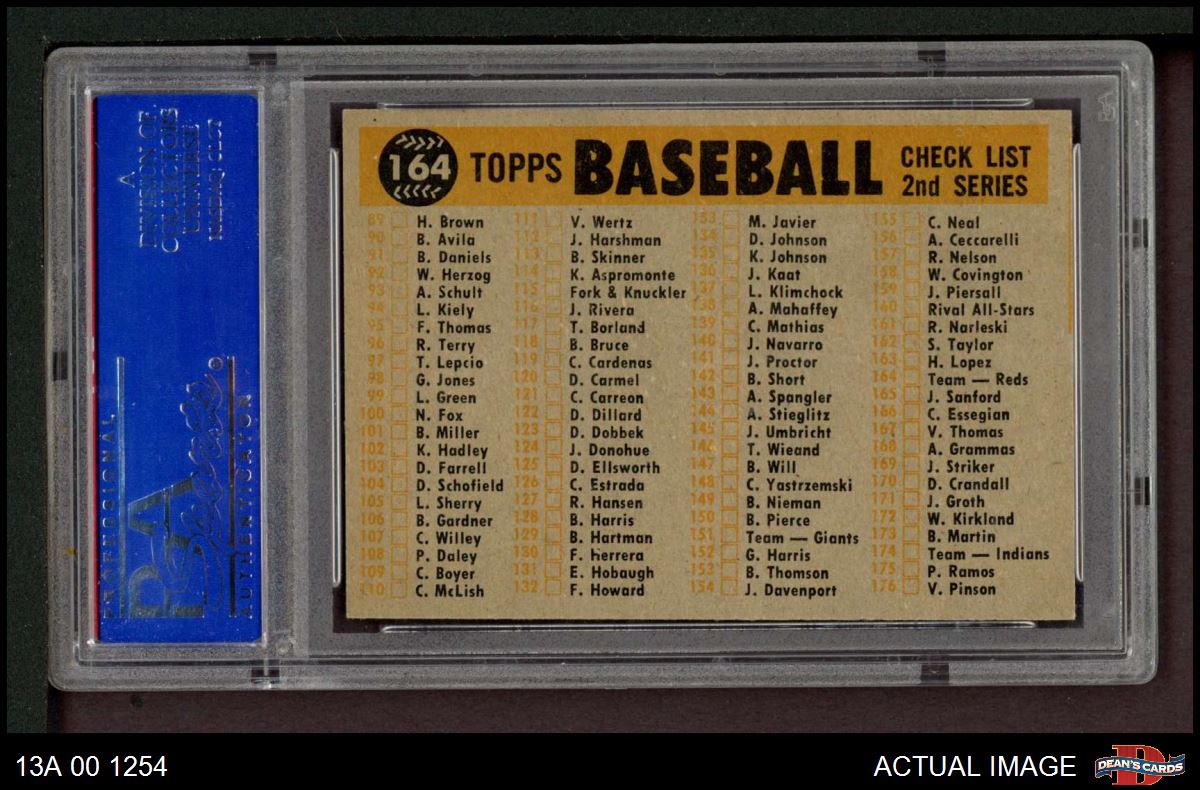 A
DIVISION OF
COLLECTORS
UNIVERSE
NASDAQ: CLCT
PROFESSIONAL
PSA
Sports
AUTHENTICATOR
164
TOPPS BASEBALL
CHECK LIST
2nd SERIES
89 H. Brown
90 B. Avila
91 B. Daniels
92 W. Herzog
93 A. Schult
94 L. Kiely
95 F. Thomas
96 R. Terry
97 T. Lepcio
98 G. Jones
99 L. Green
100 N. Fox
101 B. Miller
102 K. Hadley
103 D. Farrell
104 D. Schofield
105 L. Sherry
106 B. Gardner
107 C. Willey
108 P. Daley
109 C. Boyer
110 C. McLish
111 V. Wertz
112 J. Harshman
113 B. Skinner
114 K. Aspromonte
115 Fork & Knuckler
116 J. Rivera
117 T. Borland
118 B. Bruce
119 C. Cardenas
120 D. Carmel
121 C. Carreon
122 D. Dillard
123 D. Dobbek
124 J. Donohue
125 D. Ellsworth
126 C. Estrada
127 R. Hansen
128 B. Harris
129 B. Hartman
130 F. Herrera
131 E. Hobaugh
132 F. Howard
133 M. Javier
134 D. Johnson
135 K. Johnson
136 J. Kaat
137 L. Klimchock
138 A. Mahaffey
139 C. Mathias
140 J. Navarro
141 J. Proctor
142 B. Short
143 A. Spangler
144 A. Stieglitz
145 J. Umbricht
146 T. Wieand
147 B. Will
148 C. Yastrzemski
149 B. Nieman
150 B. Pierce
151 Team — Giants
152 G. Harris
153 B. Thomson
154 J. Davenport
155 C. Neal
156 A. Ceccarelli
157 R. Nelson
158 W. Covington
159 J. Piersall
160 Rival All-Stars
161 R. Narleski
162 S. Taylor
163 H. Lopez
164 Team — Reds
165 J. Sanford
166 C. Essegian
167 V. Thomas
168 A. Grammas
169 J. Striker
170 D. Crandall
171 J. Groth
172 W. Kirkland
173 B. Martin
174 Team — Indians
175 P. Ramos
176 V. Pinson
13A 00 1254
ACTUAL IMAGE
D
DEAN'S CARDS